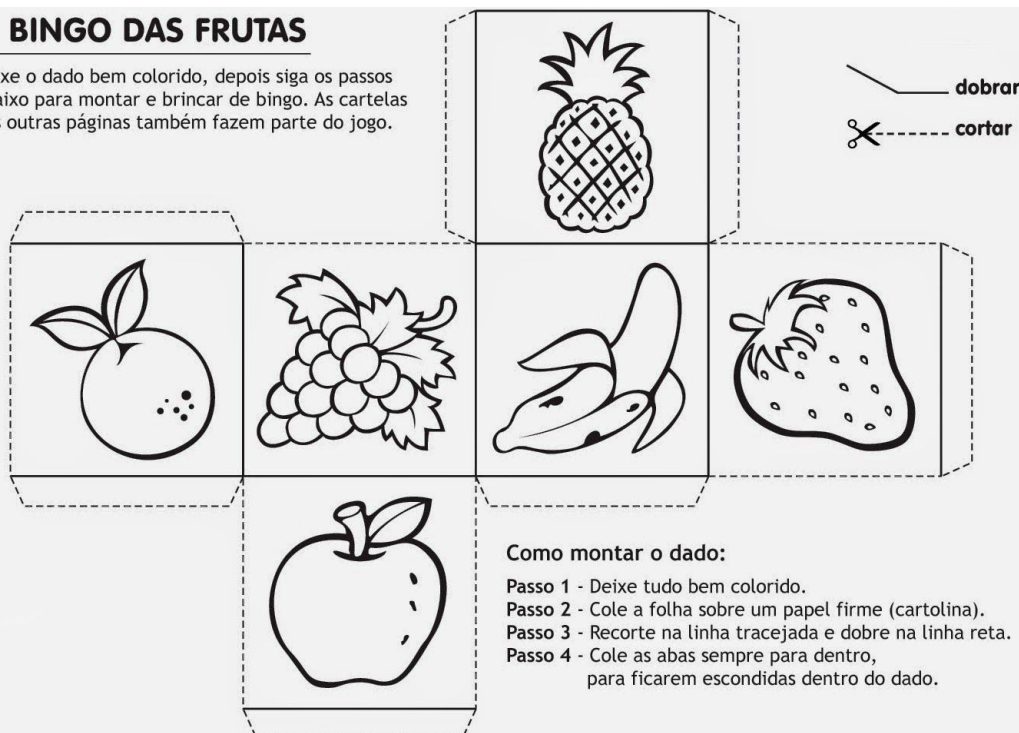 BINGO DAS FRUTAS
xe o dado bem colorido, depois siga os passos
aixo para montar e brincar de bingo. As cartelas
s outras páginas também fazem parte do jogo.
dobrar
cortar
Como montar o dado:
Passo 1 - Deixe tudo bem colorido.
Passo 2 - Cole a folha sobre um papel firme (cartolina).
Passo 3 - Recorte na linha tracejada e dobre na linha reta.
Passo 4 - Cole as abas sempre para dentro,
para ficarem escondidas dentro do dado.